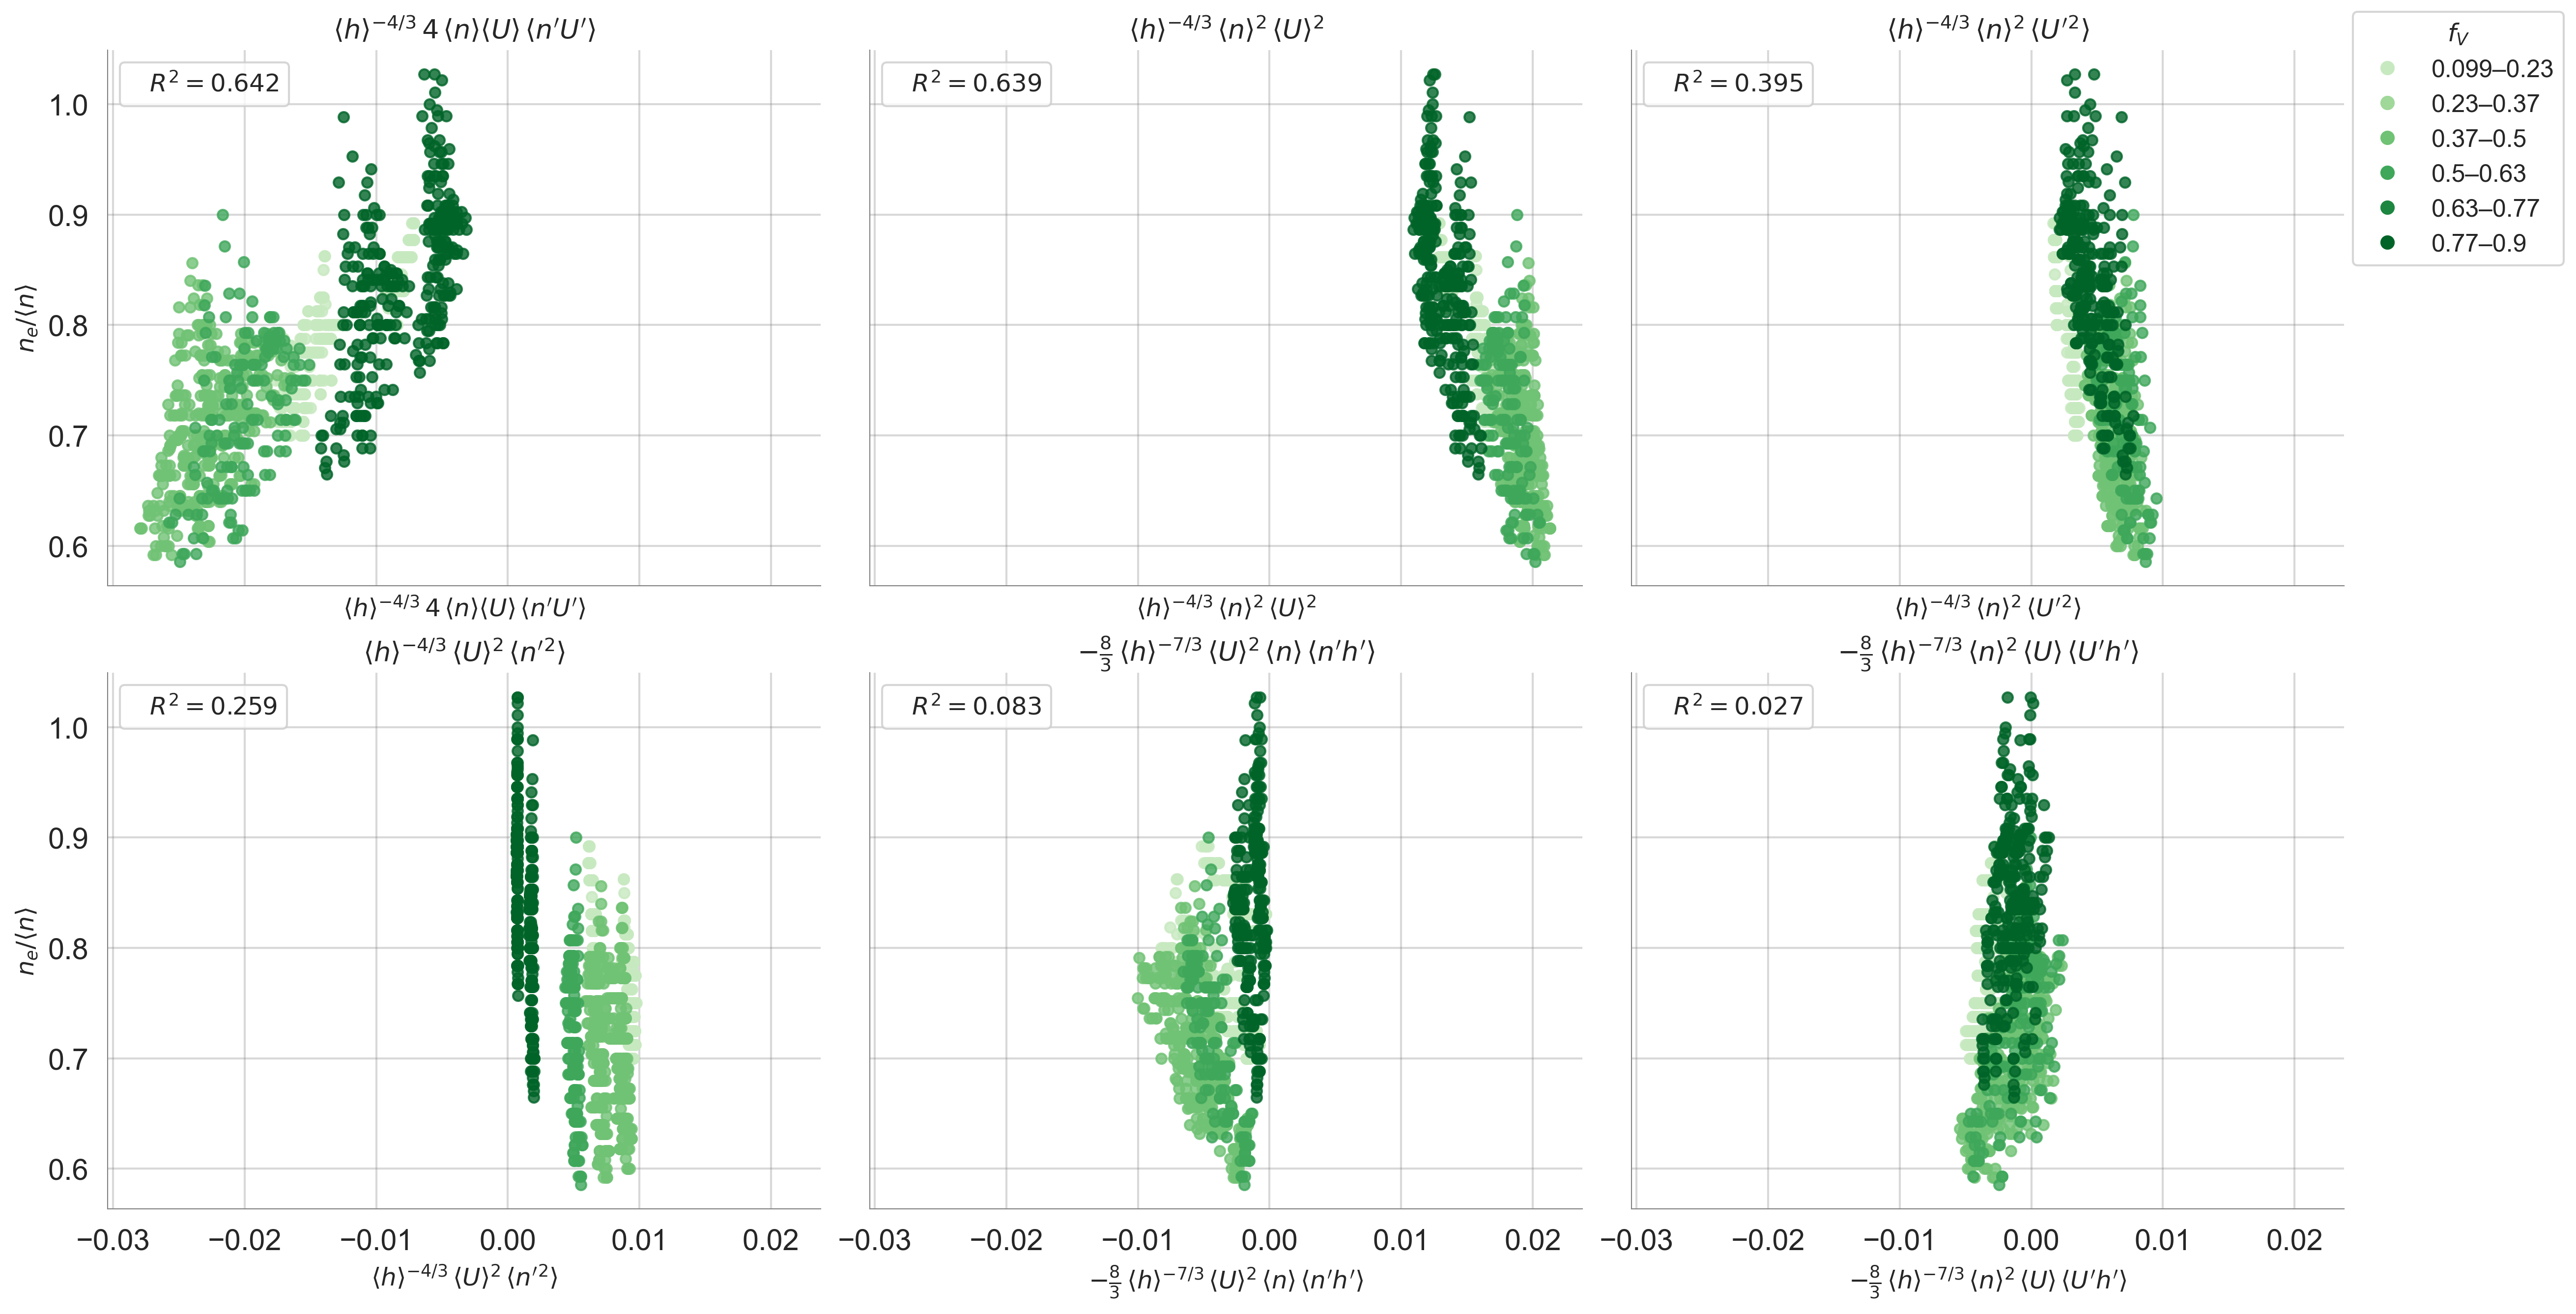 ⟨h⟩^{−4/3} 4 ⟨n⟩⟨U⟩ ⟨n′U′⟩
⟨h⟩^{−4/3} ⟨n⟩² ⟨U⟩²
⟨h⟩^{−4/3} ⟨n⟩² ⟨U′²⟩
f_V
0.099–0.23
0.23–0.37
0.37–0.5
0.5–0.63
0.63–0.77
0.77–0.9
R² = 0.642
R² = 0.639
R² = 0.395
n_e/⟨n⟩
1.0
0.9
0.8
0.7
0.6
⟨h⟩^{−4/3} 4 ⟨n⟩⟨U⟩ ⟨n′U′⟩
⟨h⟩^{−4/3} ⟨n⟩² ⟨U⟩²
⟨h⟩^{−4/3} ⟨n⟩² ⟨U′²⟩
⟨h⟩^{−4/3} ⟨U⟩² ⟨n′²⟩
−8/3 ⟨h⟩^{−7/3} ⟨U⟩² ⟨n⟩ ⟨n′h′⟩
−8/3 ⟨h⟩^{−7/3} ⟨n⟩² ⟨U⟩ ⟨U′h′⟩
R² = 0.259
R² = 0.083
R² = 0.027
n_e/⟨n⟩
1.0
0.9
0.8
0.7
0.6
−0.03 −0.02 −0.01 0.00 0.01 0.02
−0.03 −0.02 −0.01 0.00 0.01 0.02
−0.03 −0.02 −0.01 0.00 0.01 0.02
⟨h⟩^{−4/3} ⟨U⟩² ⟨n′²⟩
−8/3 ⟨h⟩^{−7/3} ⟨U⟩² ⟨n⟩ ⟨n′h′⟩
−8/3 ⟨h⟩^{−7/3} ⟨n⟩² ⟨U⟩ ⟨U′h′⟩